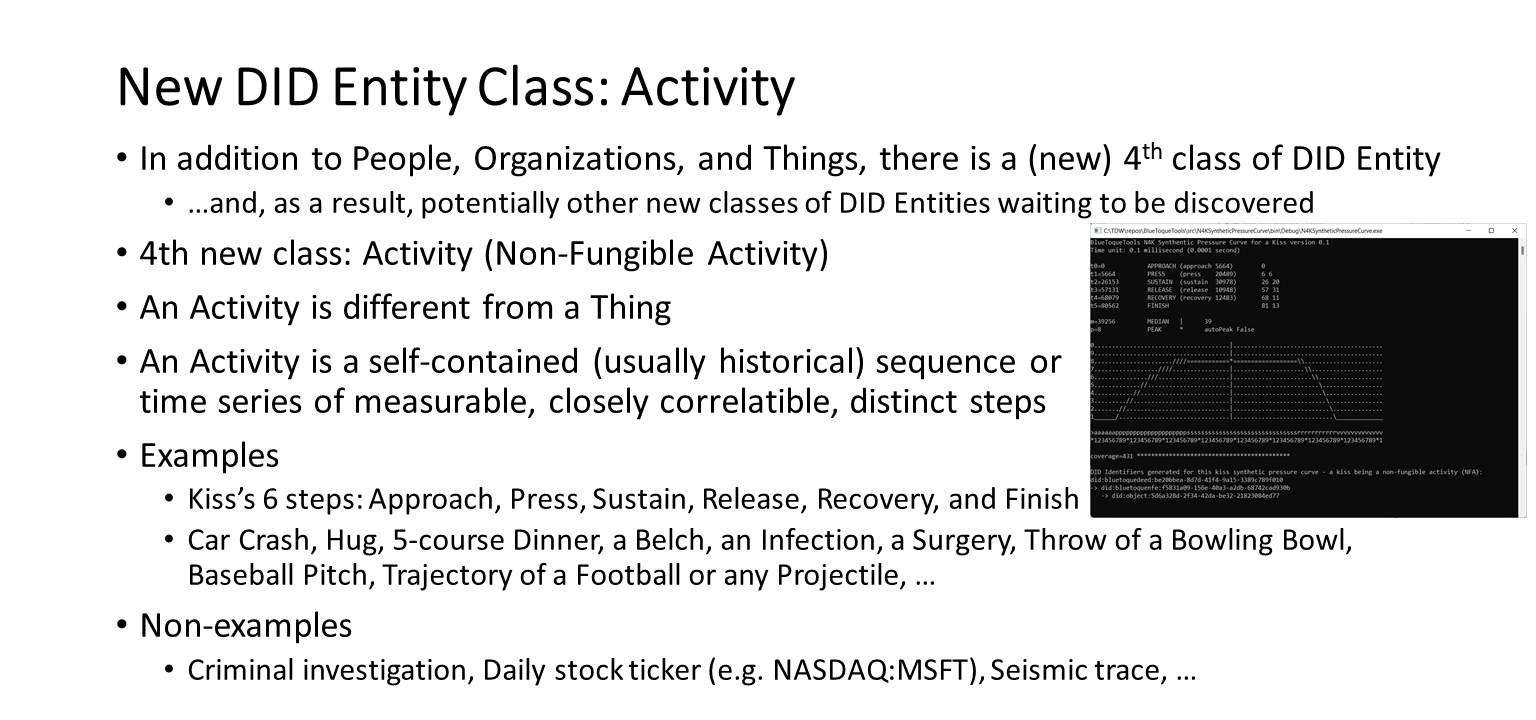 New DID Entity Class: Activity
• In addition to People, Organizations, and Things, there is a (new) 4th class of DID Entity
• …and, as a result, potentially other new classes of DID Entities waiting to be discovered
• 4th new class: Activity (Non-Fungible Activity)
• An Activity is different from a Thing
• An Activity is a self-contained (usually historical) sequence or
time series of measurable, closely correlatible, distinct steps
• Examples
• Kiss's 6 steps: Approach, Press, Sustain, Release, Recovery, and Finish
• Car Crash, Hug, 5-course Dinner, a Belch, an Infection, a Surgery, Throw of a Bowling Bowl,
Baseball Pitch, Trajectory of a Football or any Projectile, …
• Non-examples
• Criminal investigation, Daily stock ticker (e.g. NASDAQ:MSFT), Seismic trace, …
C:\TDW\repos\BlueToqueTools\src\N4KSyntheticPressureCurve\bin\Debug\N4KSyntheticPressureCurve.exe
BlueToqueTools N4K Synthentic Pressure Curve for a Kiss version 0.1
Time unit: 0.1 millisecond (0.0001 second)
t0=0 APPROACH (approach 5664) 0
t1=5664 PRESS (press 20489) 6 6
t2=26153 SUSTAIN (sustain 30978) 26 20
t3=57131 RELEASE (release 10948) 57 31
t4=68079 RECOVERY (recovery 12483) 68 11
t5=80562 FINISH 81 13
m=39256 MEDIAN | 39
p=8 PEAK * autoPeak False
coverage=431
DID Identifiers generated for this kiss synthetic pressure curve - a kiss being a non-fungible activity (NFA):
did:bluetoquedeed:be20bbea-8d7d-41f4-9a15-3389c789f010
-> did:bluetoquenfe:f5831a09-156e-40a3-a2db-68742cad930b
-> did:object:5d6a328d-2f34-42da-be32-21823084ed77